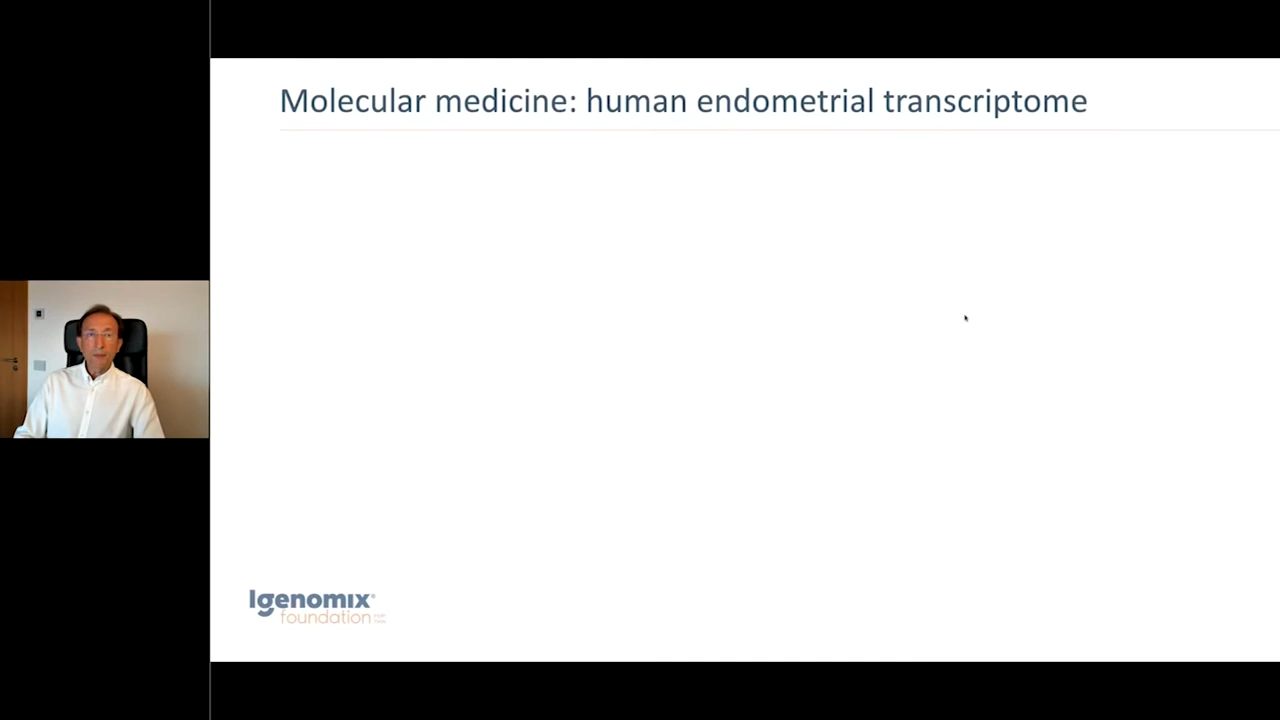 Molecular medicine: human endometrial transcriptome
Igenomix
foundation